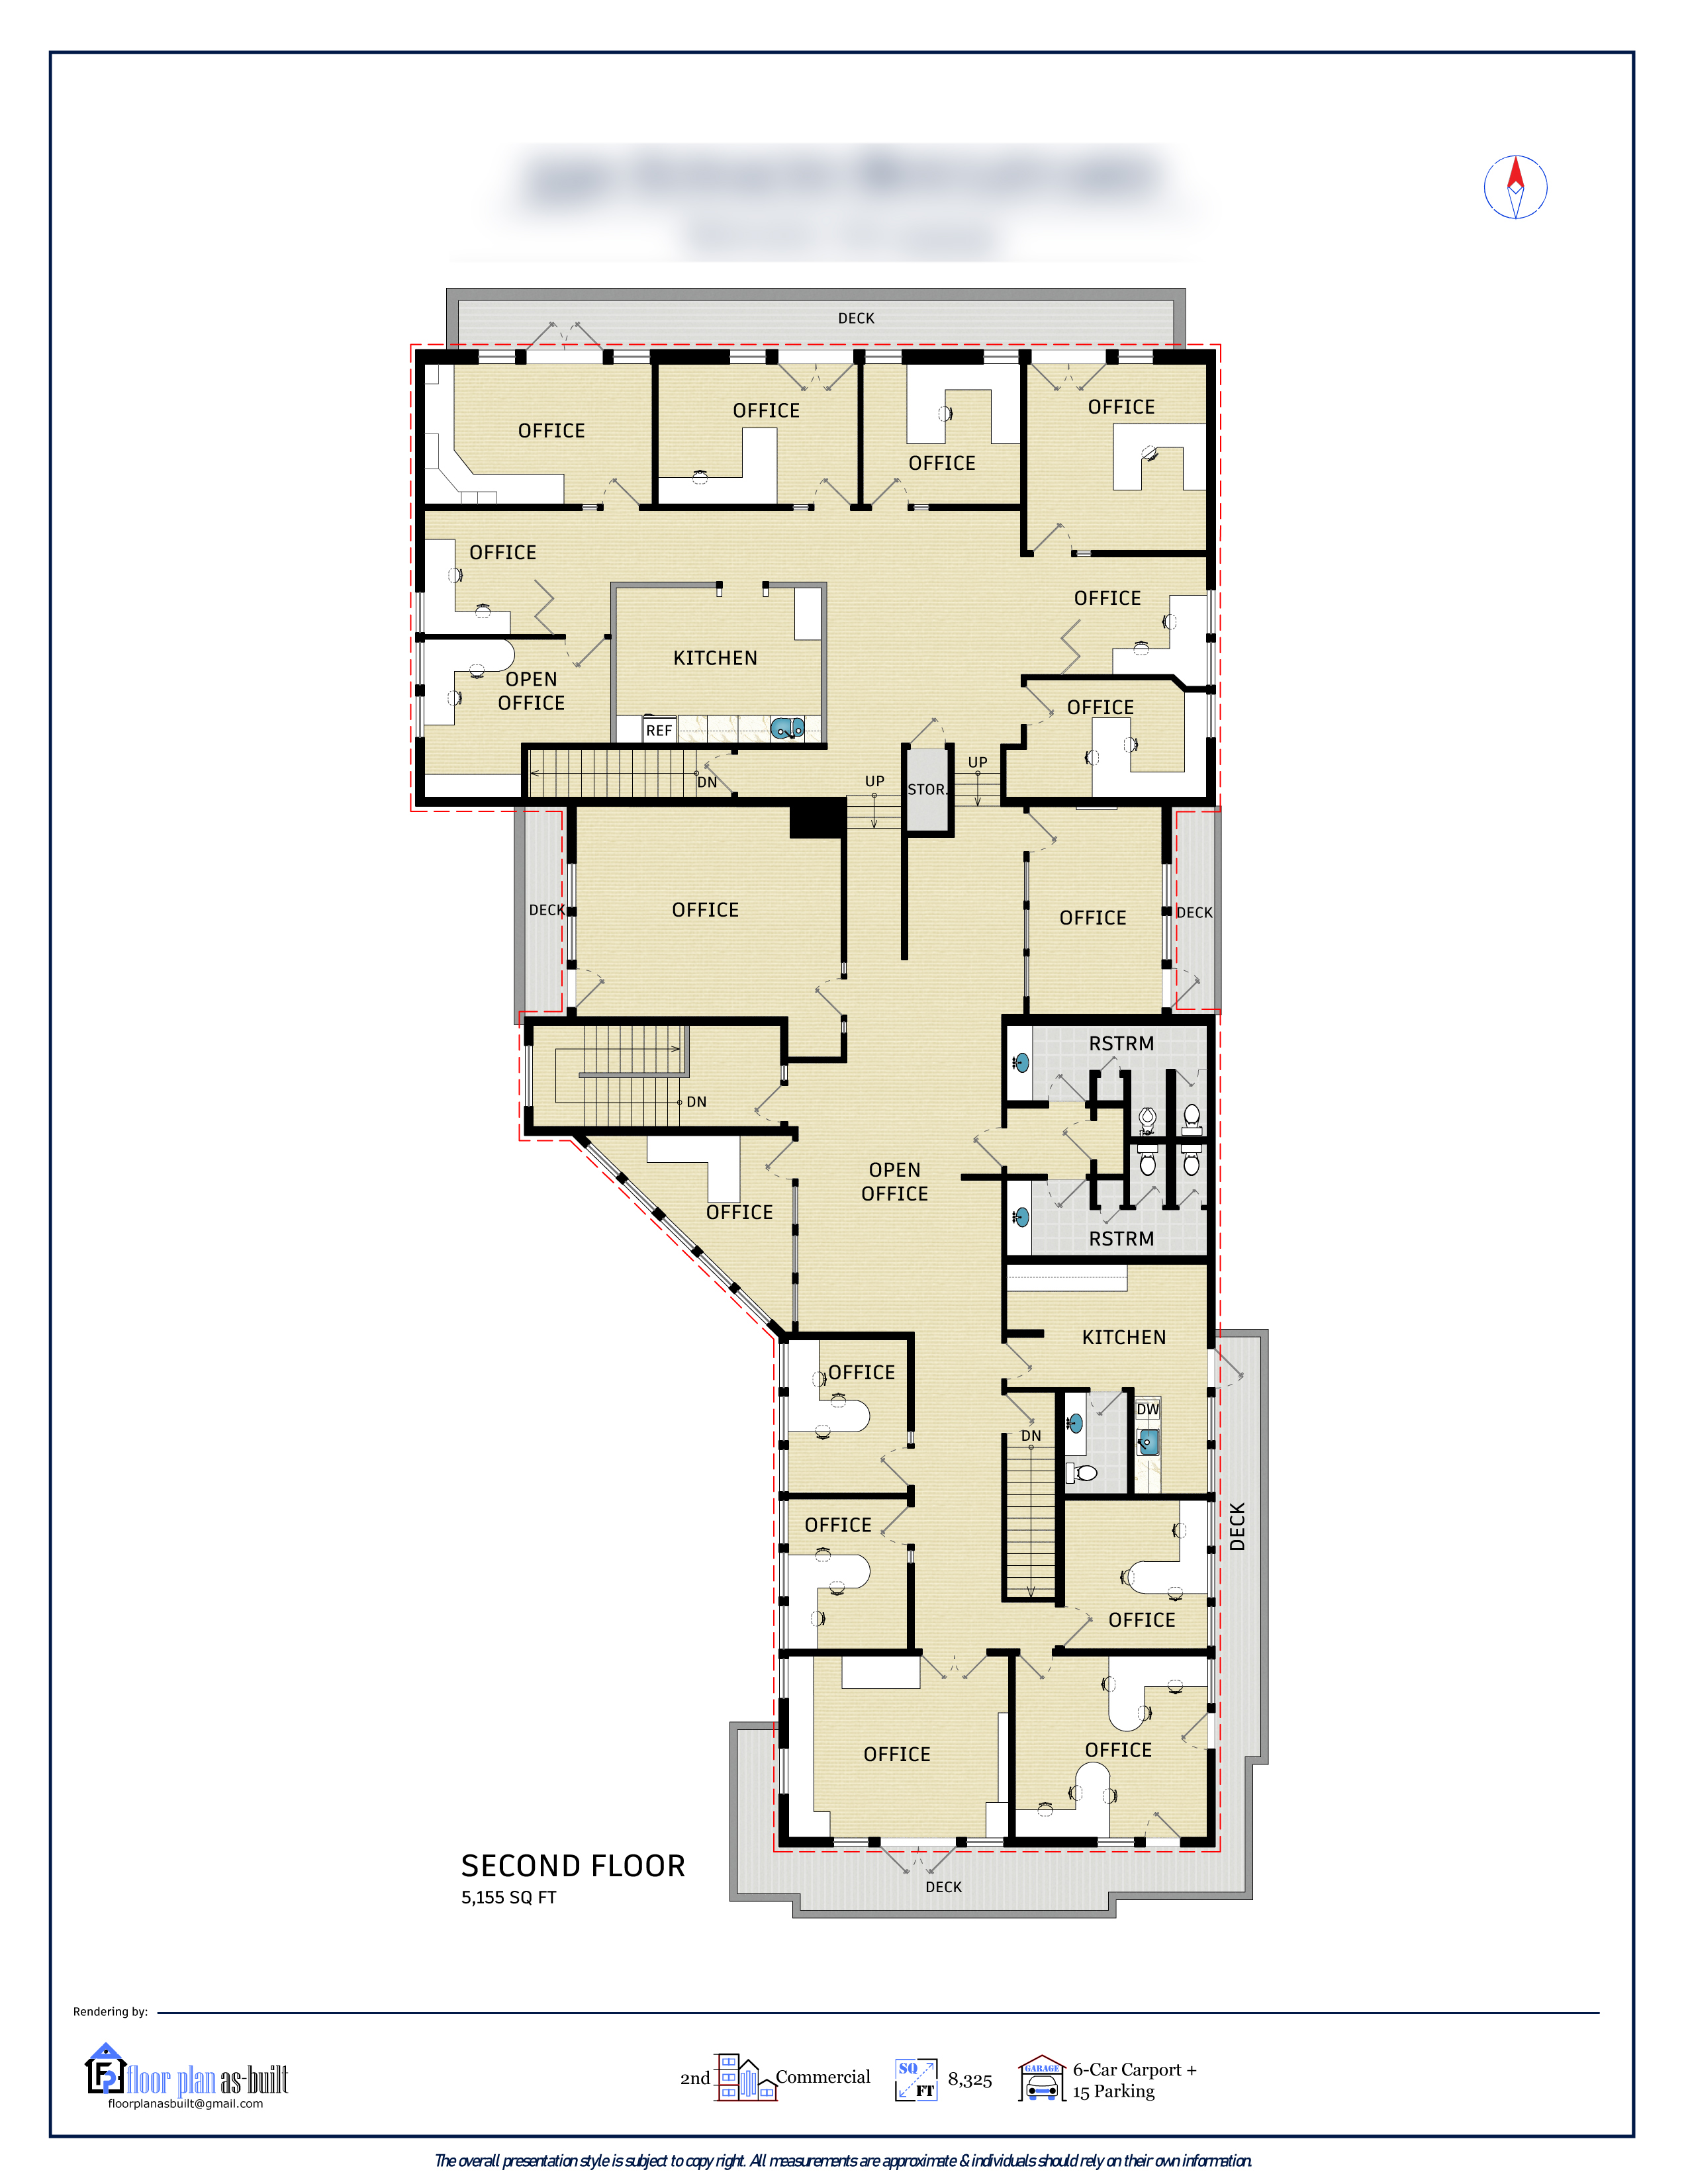 DECK
OFFICE
OFFICE
OFFICE
OFFICE
OFFICE
OFFICE
KITCHEN
OPEN
OFFICE
OFFICE
REF
DN
UP
STOR.
UP
DECK
OFFICE
OFFICE
DECK
RSTRM
DN
OPEN
OFFICE
OFFICE
RSTRM
KITCHEN
OFFICE
DW
DN
OFFICE
DECK
OFFICE
OFFICE
OFFICE
SECOND FLOOR
5,155 SQ FT
DECK
Rendering by:
FP floor plan as-built
floorplanasbuilt@gmail.com
2nd Commercial
SQ FT 8,325
GARAGE 6-Car Carport +
15 Parking
The overall presentation style is subject to copy right. All measurements are approximate & individuals should rely on their own information.